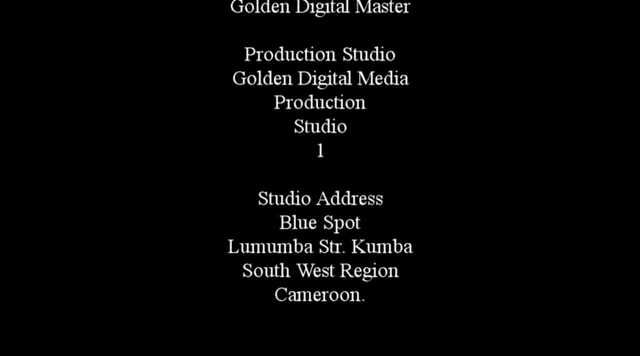 Golden Digital Master
Production Studio
Golden Digital Media
Production
Studio
1
Studio Address
Blue Spot
Lumumba Str. Kumba
South West Region
Cameroon.